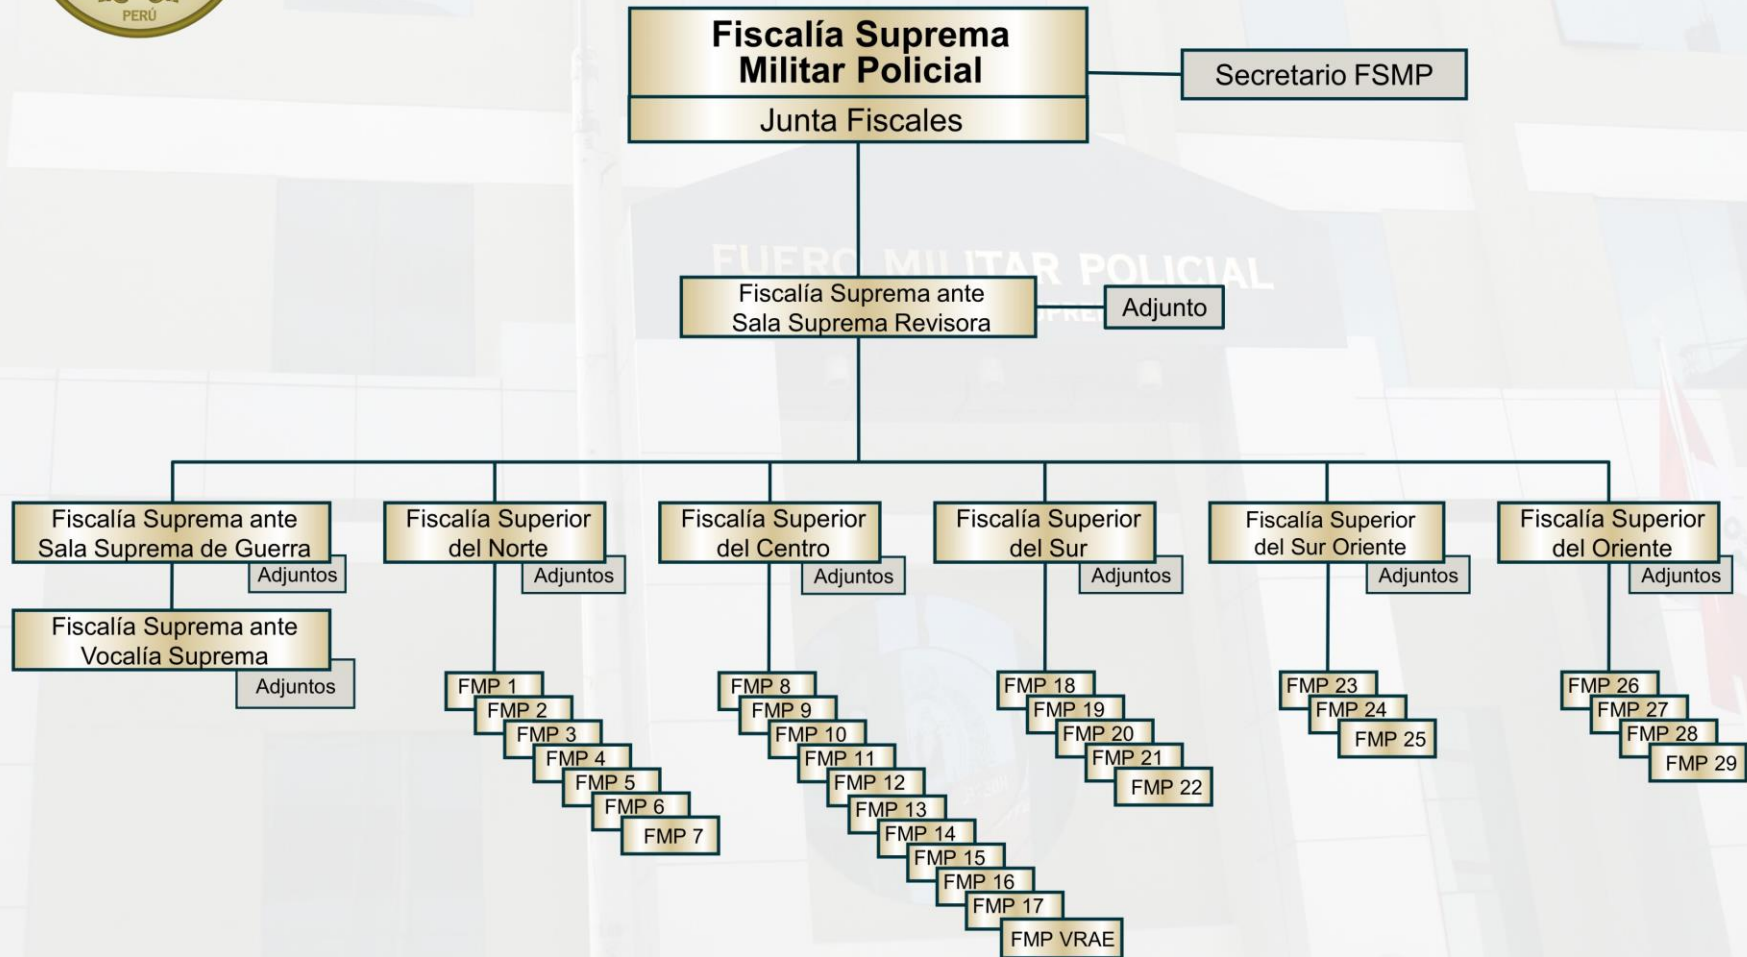 PERÚ
Fiscalía Suprema
Militar Policial
Junta Fiscales
Secretario FSMP
FUERO MILITAR POLICIAL
Fiscalía Suprema ante
Sala Suprema Revisora
Adjunto
Fiscalía Suprema ante
Sala Suprema de Guerra
Adjuntos
Fiscalía Suprema ante
Vocalía Suprema
Adjuntos
Fiscalía Superior
del Norte
Adjuntos
FMP 1
FMP 2
FMP 3
FMP 4
FMP 5
FMP 6
FMP 7
Fiscalía Superior
del Centro
Adjuntos
FMP 8
FMP 9
FMP 10
FMP 11
FMP 12
FMP 13
FMP 14
FMP 15
FMP 16
FMP 17
FMP VRAE
Fiscalía Superior
del Sur
Adjuntos
FMP 18
FMP 19
FMP 20
FMP 21
FMP 22
Fiscalía Superior
del Sur Oriente
Adjuntos
FMP 23
FMP 24
FMP 25
Fiscalía Superior
del Oriente
Adjuntos
FMP 26
FMP 27
FMP 28
FMP 29